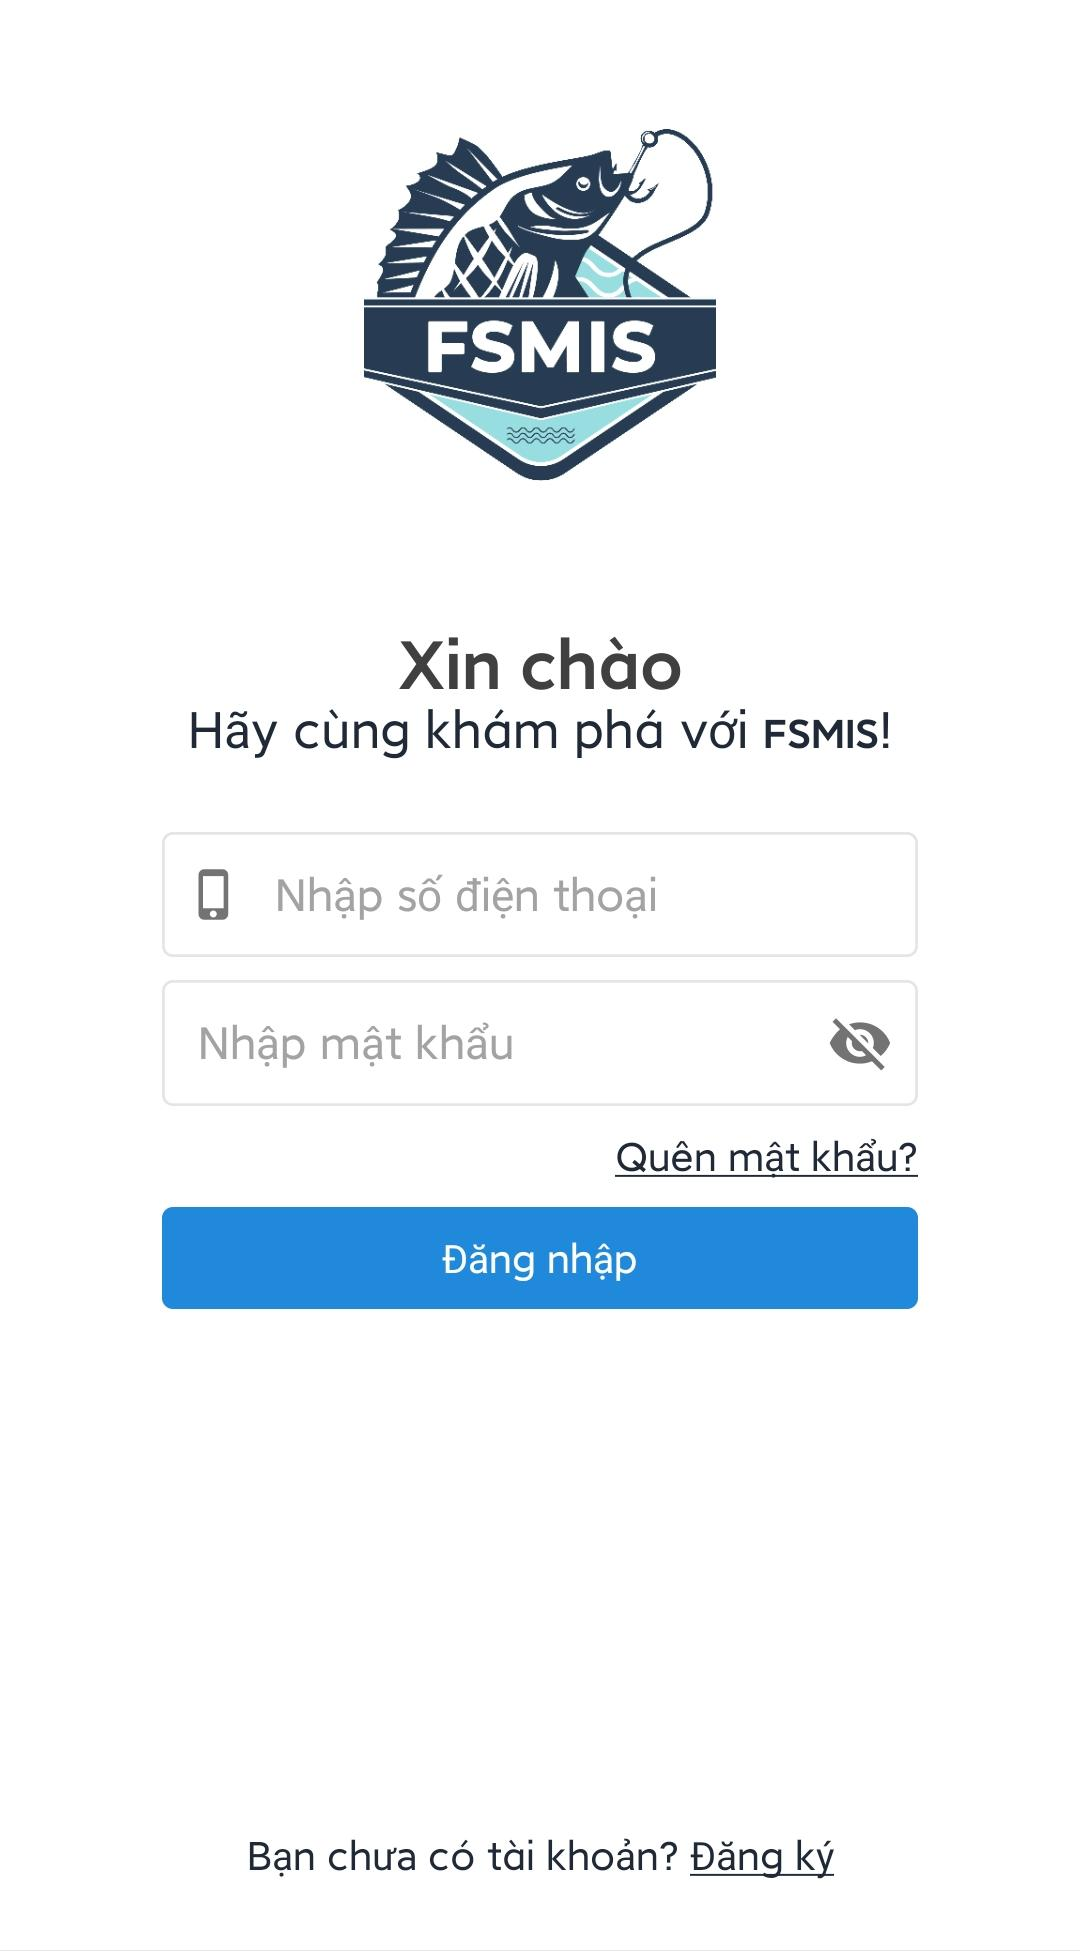 FSMIS
Xin chào
Hãy cùng khám phá với FSMIS!
Nhập số điện thoại
Nhập mật khẩu
Quên mật khẩu?
Đăng nhập
Bạn chưa có tài khoản? Đăng ký